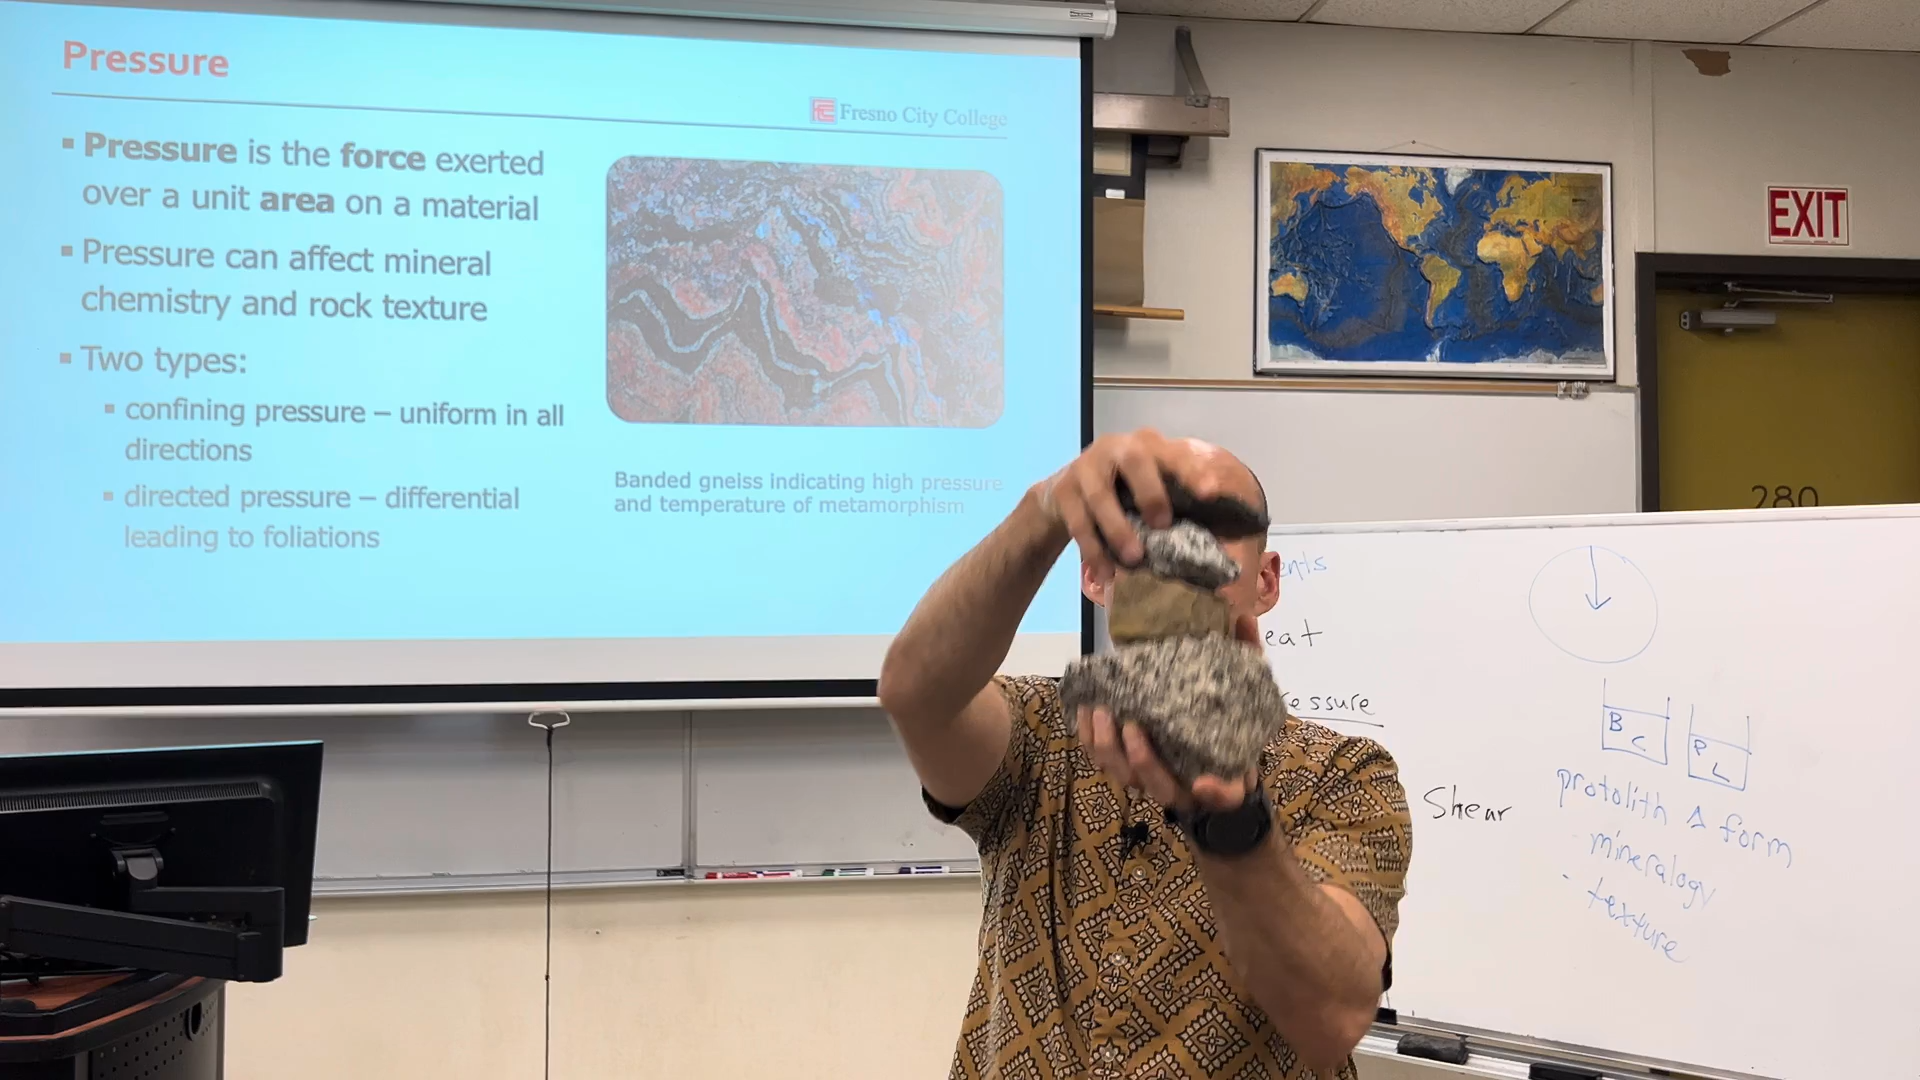 Pressure
Fresno City College
▪ Pressure is the force exerted
over a unit area on a material
▪ Pressure can affect mineral
chemistry and rock texture
▪ Two types:
▪ confining pressure – uniform in all
directions
▪ directed pressure – differential
leading to foliations
Banded gneiss indicating high pressure
and temperature of metamorphism
EXIT
280
ents
eat
essure
Shear
B
C
P
L
protolith Δ form
- mineralogy
- texture